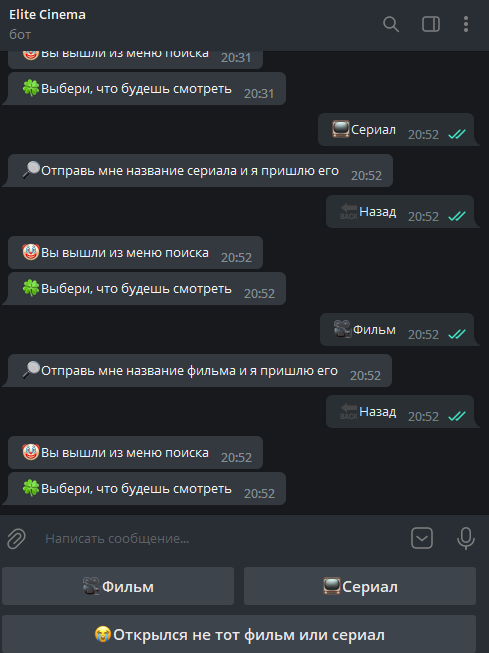 Elite Cinema
бот
🤡Вы вышли из меню поиска 20:31
🍀Выбери, что будешь смотреть 20:31
📺Сериал 20:52
🔎Отправь мне название сериала и я пришлю его 20:52
🔙Назад 20:52
🤡Вы вышли из меню поиска 20:52
🍀Выбери, что будешь смотреть 20:52
🎥Фильм 20:52
🔎Отправь мне название фильма и я пришлю его 20:52
🔙Назад 20:52
🤡Вы вышли из меню поиска 20:52
🍀Выбери, что будешь смотреть 20:52
Написать сообщение...
🎥Фильм
📺Сериал
😭Открылся не тот фильм или сериал